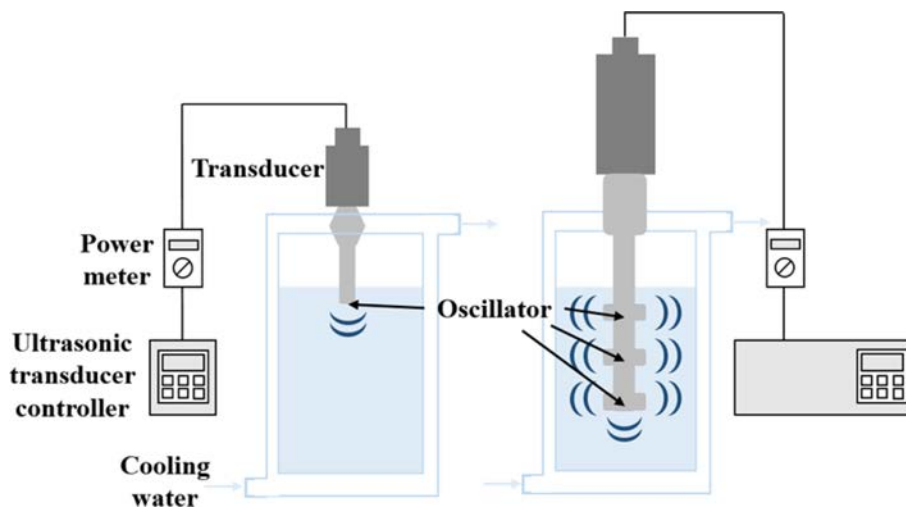 Transducer
Power
meter
Oscillator
Ultrasonic
transducer
controller
Cooling
water